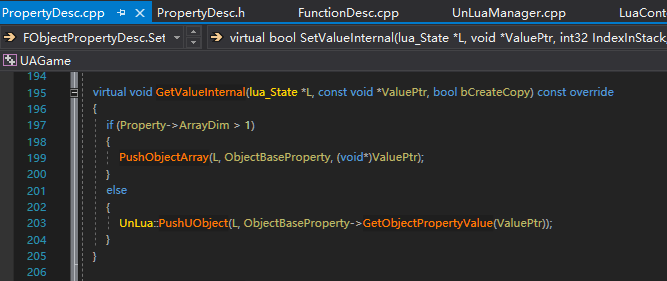 PropertyDesc.cpp PropertyDesc.h FunctionDesc.cpp UnLuaManager.cpp LuaCont
FObjectPropertyDesc.Set virtual bool SetValueInternal(lua_State *L, void *ValuePtr, int32 IndexInStack,
UAGame
194
195 virtual void GetValueInternal(lua_State *L, const void *ValuePtr, bool bCreateCopy) const override
196 {
197 if (Property->ArrayDim > 1)
198 {
199 PushObjectArray(L, ObjectBaseProperty, (void*)ValuePtr);
200 }
201 else
202 {
203 UnLua::PushUObject(L, ObjectBaseProperty->GetObjectPropertyValue(ValuePtr));
204 }
205 }
206